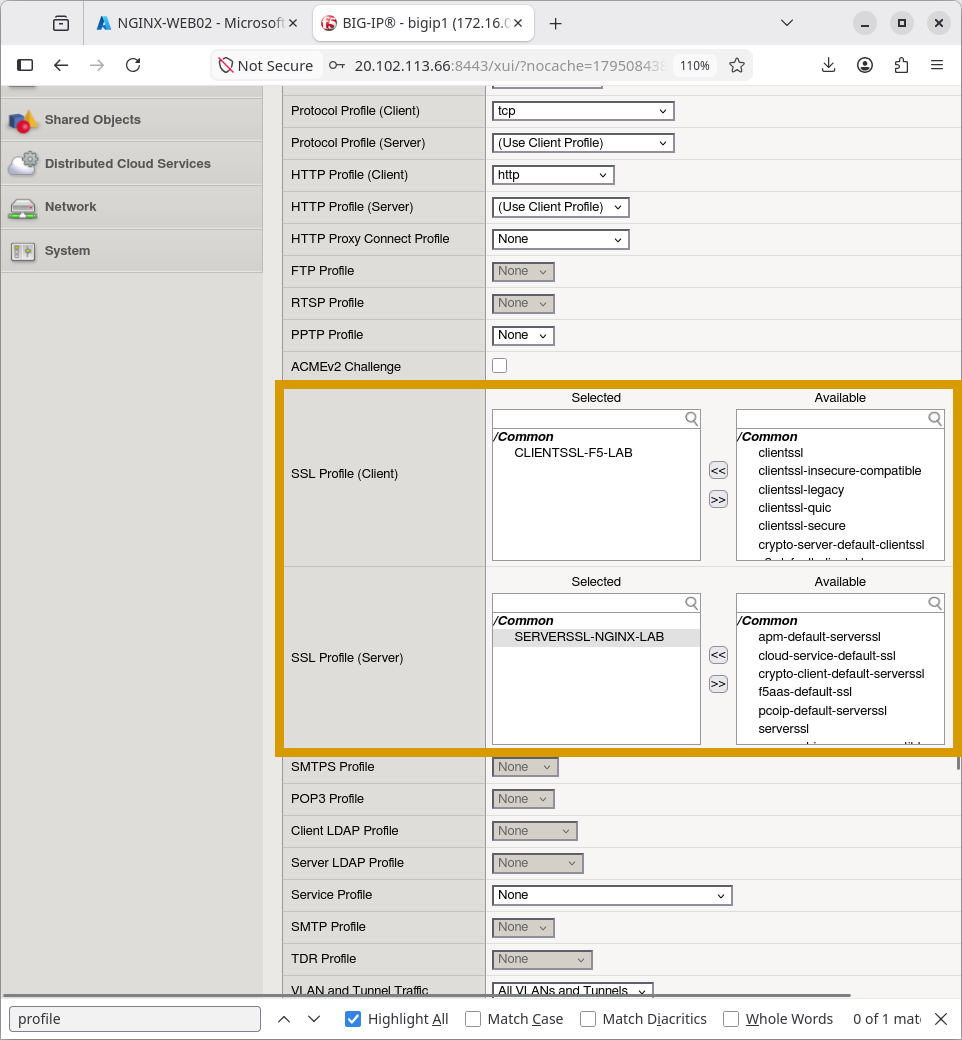 NGINX-WEB02 - Microsoft
BIG-IP® - bigip1 (172.16.0
Not Secure
20.102.113.66:8443/xui/?nocache=179508438
110%
Shared Objects
Distributed Cloud Services
Network
System
Protocol Profile (Client) tcp
Protocol Profile (Server) (Use Client Profile)
HTTP Profile (Client) http
HTTP Profile (Server) (Use Client Profile)
HTTP Proxy Connect Profile None
FTP Profile None
RTSP Profile None
PPTP Profile None
ACMEv2 Challenge
SSL Profile (Client)
Selected
/Common
CLIENTSSL-F5-LAB
<<
>>
Available
/Common
clientssl
clientssl-insecure-compatible
clientssl-legacy
clientssl-quic
clientssl-secure
crypto-server-default-clientssl
SSL Profile (Server)
Selected
/Common
SERVERSSL-NGINX-LAB
<<
>>
Available
/Common
apm-default-serverssl
cloud-service-default-ssl
crypto-client-default-serverssl
f5aas-default-ssl
pcoip-default-serverssl
serverssl
SMTPS Profile None
POP3 Profile None
Client LDAP Profile None
Server LDAP Profile None
Service Profile None
SMTP Profile None
TDR Profile None
VLAN and Tunnel Traffic All VLANs and Tunnels
profile
Highlight All
Match Case
Match Diacritics
Whole Words
0 of 1 mat